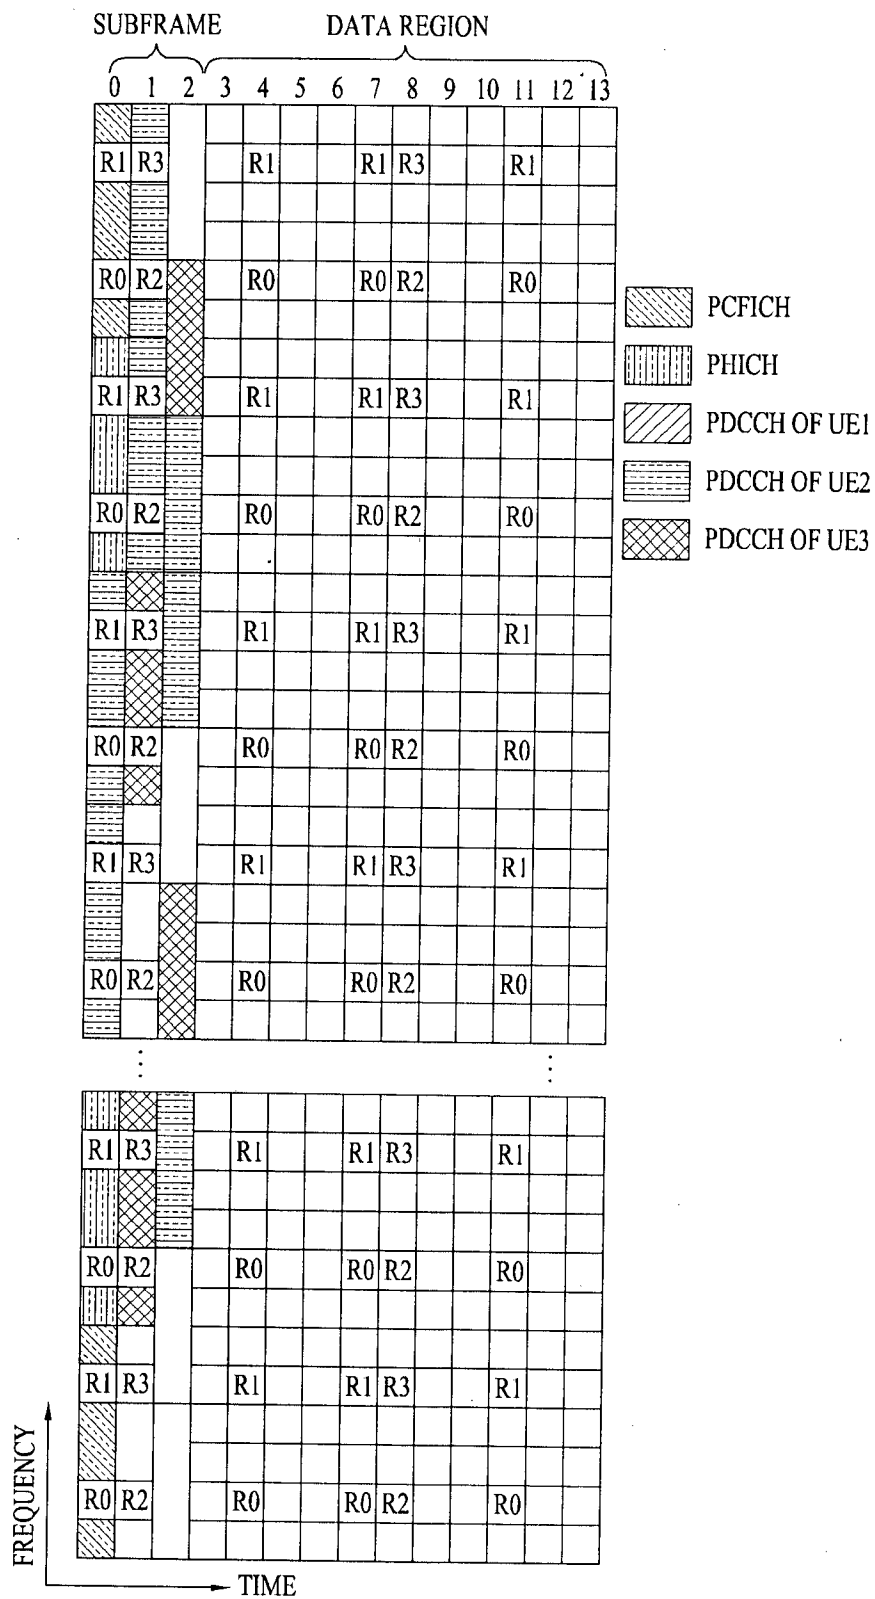 SUBFRAME DATA REGION
0 1 2 3 4 5 6 7 8 9 10 11 12 13
R1 R3 R1 R1 R3 R1
R0 R2 R0 R0 R2 R0
PCFICH
PHICH
R1 R3 R1 R1 R3 R1
PDCCH OF UE1
PDCCH OF UE2
R0 R2 R0 R0 R2 R0
PDCCH OF UE3
R1 R3 R1 R1 R3 R1
R0 R2 R0 R0 R2 R0
R1 R3 R1 R1 R3 R1
R0 R2 R0 R0 R2 R0
R1 R3 R1 R1 R3 R1
R0 R2 R0 R0 R2 R0
R1 R3 R1 R1 R3 R1
R0 R2 R0 R0 R2 R0
FREQUENCY
TIME